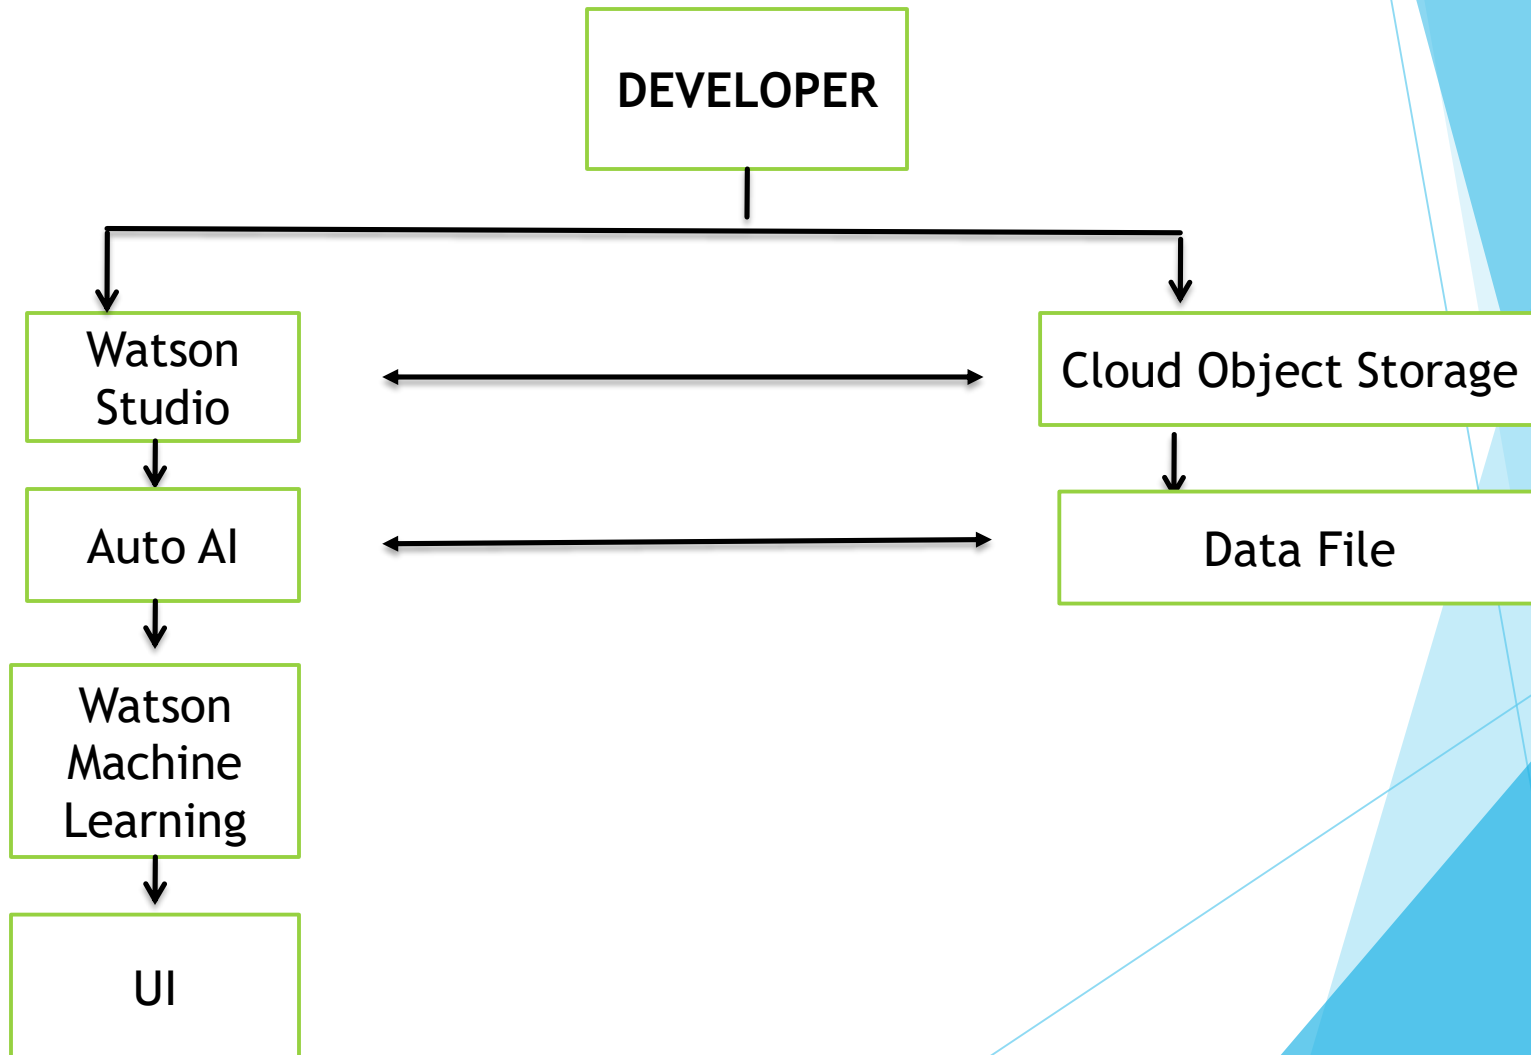 DEVELOPER
Watson
Studio
Cloud Object Storage
Auto AI
Data File
Watson
Machine
Learning
UI